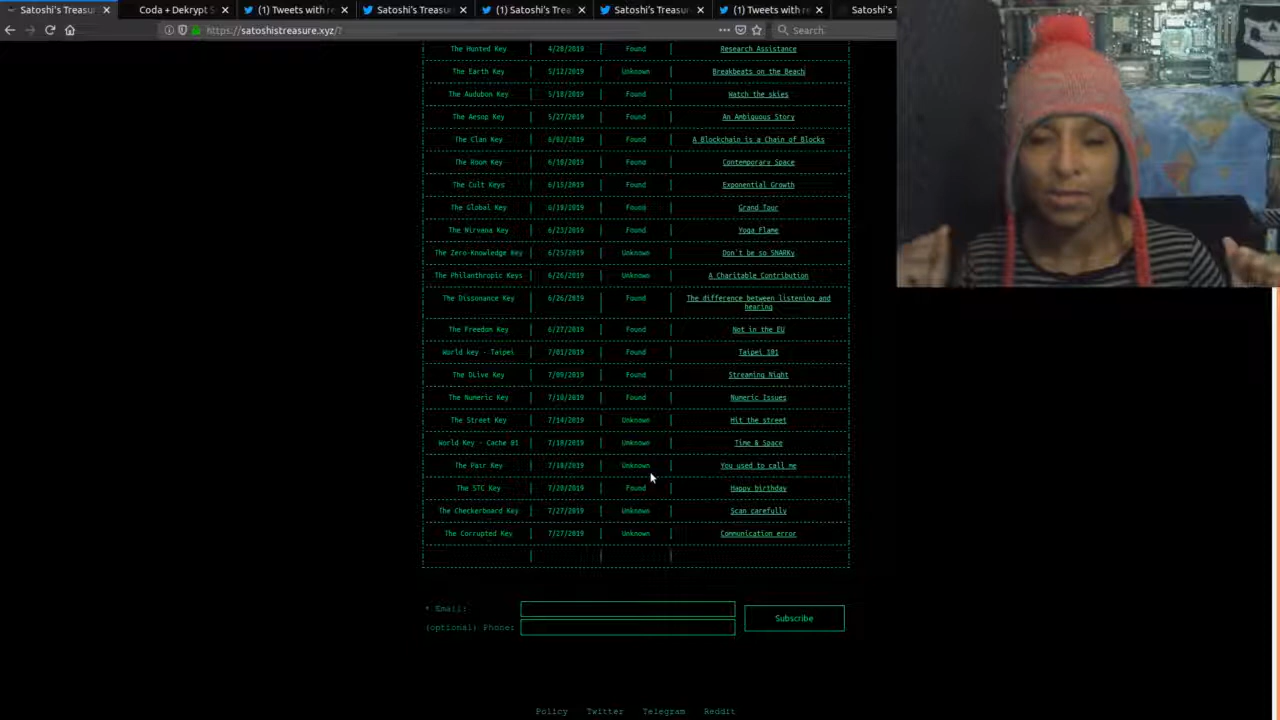 Satoshi's Treasu
Coda + Dekrypt S
(1) Tweets with re
Satoshi's Treasur
(1) Satoshi's Trea
Satoshi's Treasur
(1) Tweets with re
Satoshi's T
https://satoshistreasure.xyz/?
Search
The Hunted Key 4/28/2019 Found Research Assistance
The Earth Key 5/12/2019 Unknown Breakbeats on the Beach
The Audubon Key 5/18/2019 Found Watch the skies
The Aesop Key 5/27/2019 Found An Ambiguous Story
The Clan Key 6/02/2019 Found A Blockchain is a Chain of Blocks
The Room Key 6/10/2019 Found Contemporary Space
The Cult Keys 6/15/2019 Found Exponential Growth
The Global Key 6/19/2019 Found Grand Tour
The Nirvana Key 6/23/2019 Found Yoga Flame
The Zero-Knowledge Key 6/25/2019 Unknown Don't be so SNARKy
The Philanthropic Keys 6/26/2019 Unknown A Charitable Contribution
The Dissonance Key 6/26/2019 Found The difference between listening and
hearing
The Freedom Key 6/27/2019 Found Not in the EU
World key - Taipei 7/01/2019 Found Taipei 101
The DLive Key 7/09/2019 Found Streaming Night
The Numeric Key 7/10/2019 Found Numeric Issues
The Street Key 7/14/2019 Unknown Hit the street
World Key - Cache 01 7/18/2019 Unknown Time & Space
The Pair Key 7/18/2019 Unknown You used to call me
The STC Key 7/20/2019 Found Happy birthday
The Checkerboard Key 7/27/2019 Unknown Scan carefully
The Corrupted Key 7/27/2019 Unknown Communication error
* Email:
Subscribe
(optional) Phone:
Policy Twitter Telegram Reddit